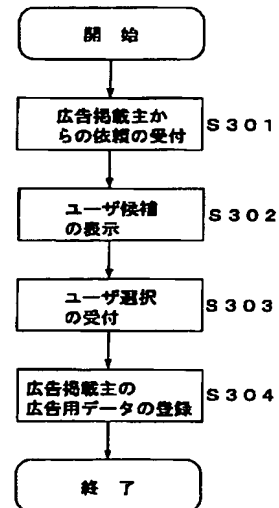 開 始
広告掲載主か
らの依頼の受付
S301
ユーザ候補
の表示
S302
ユーザ選択
の受付
S303
広告掲載主の
広告用データの登録
S304
終 了